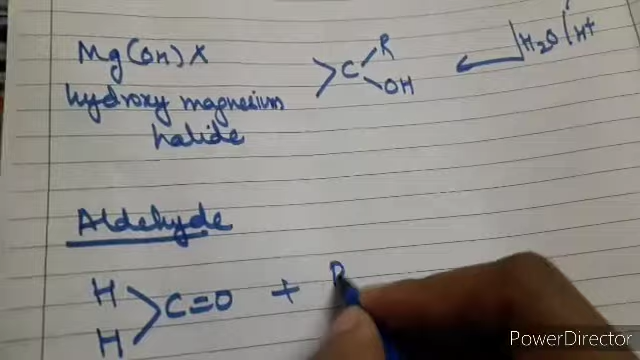 Mg(OH)X
hydroxy magnesium
halide
>C
R
OH
H2O/H+
Aldehyde
H
H
>C=O + R
PowerDirector